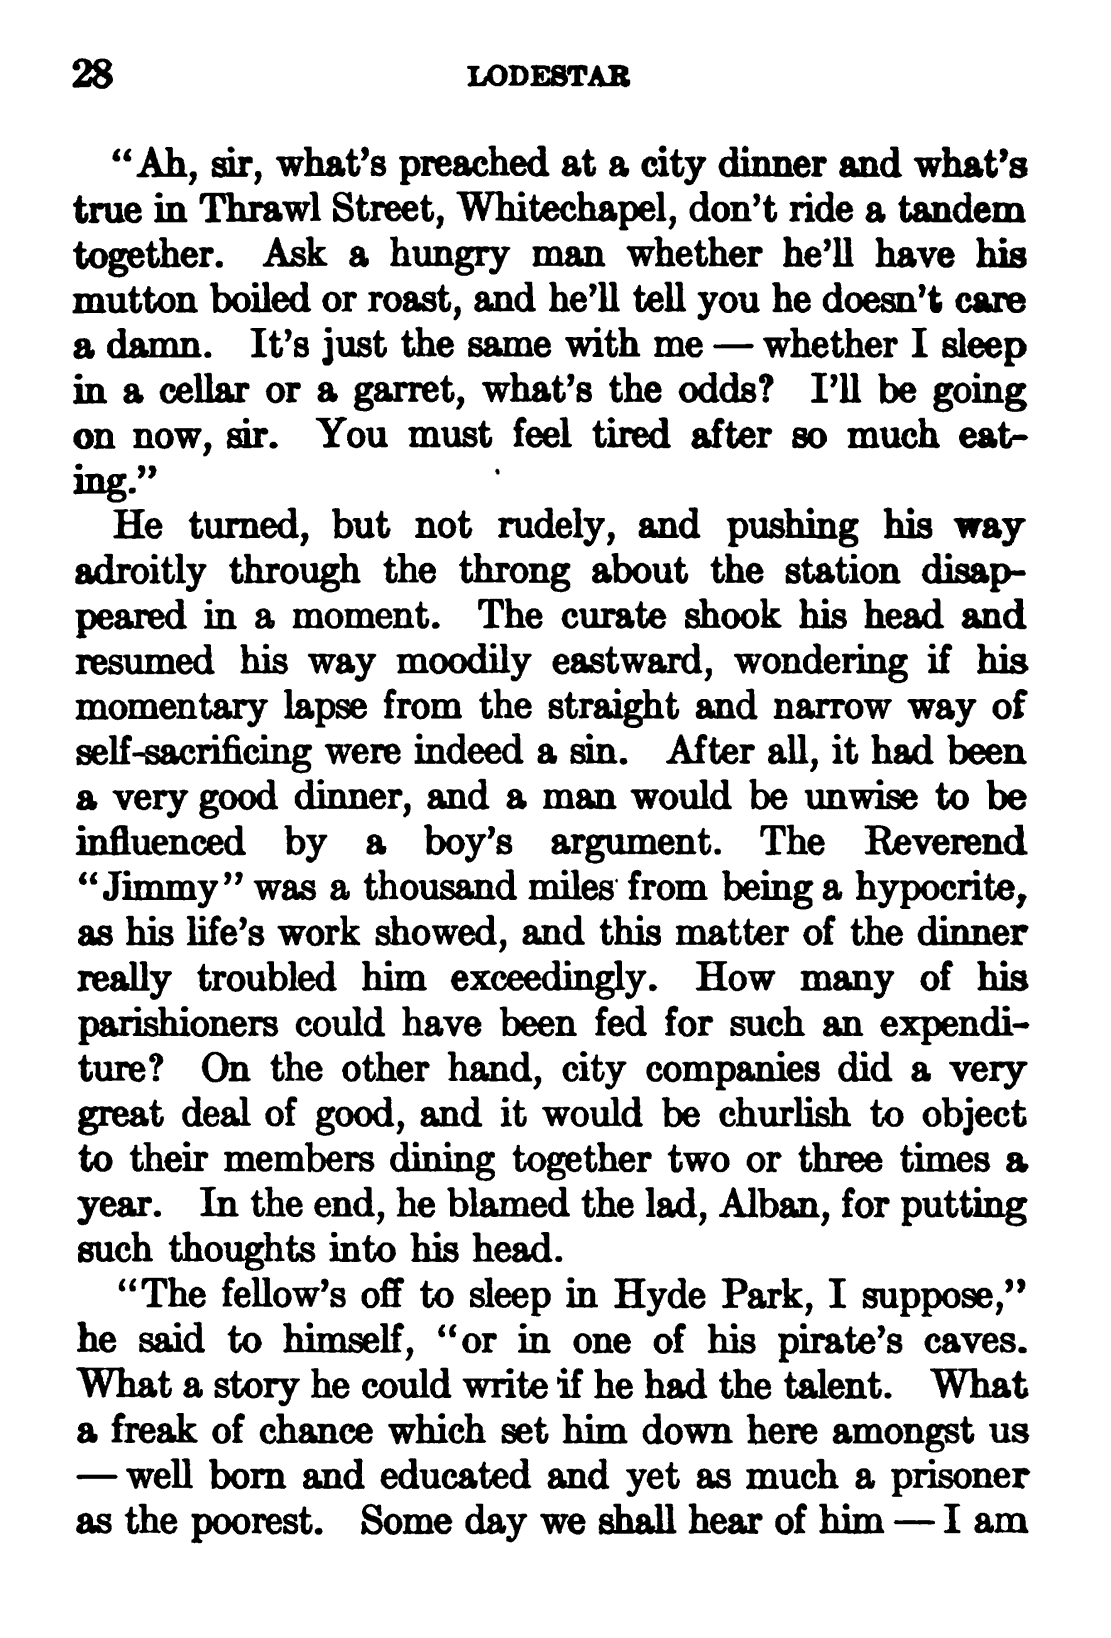 28 LODESTAR
“Ah, sir, what’s preached at a city dinner and what’s
true in Thrawl Street, Whitechapel, don’t ride a tandem
together. Ask a hungry man whether he’ll have his
mutton boiled or roast, and he’ll tell you he doesn’t care
a damn. It’s just the same with me — whether I sleep
in a cellar or a garret, what’s the odds? I’ll be going
on now, sir. You must feel tired after so much eat-
ing.”
He turned, but not rudely, and pushing his way
adroitly through the throng about the station disap-
peared in a moment. The curate shook his head and
resumed his way moodily eastward, wondering if his
momentary lapse from the straight and narrow way of
self-sacrificing were indeed a sin. After all, it had been
a very good dinner, and a man would be unwise to be
influenced by a boy’s argument. The Reverend
“Jimmy” was a thousand miles from being a hypocrite,
as his life’s work showed, and this matter of the dinner
really troubled him exceedingly. How many of his
parishioners could have been fed for such an expendi-
ture? On the other hand, city companies did a very
great deal of good, and it would be churlish to object
to their members dining together two or three times a
year. In the end, he blamed the lad, Alban, for putting
such thoughts into his head.
“The fellow’s off to sleep in Hyde Park, I suppose,”
he said to himself, “or in one of his pirate’s caves.
What a story he could write if he had the talent. What
a freak of chance which set him down here amongst us
— well born and educated and yet as much a prisoner
as the poorest. Some day we shall hear of him — I am